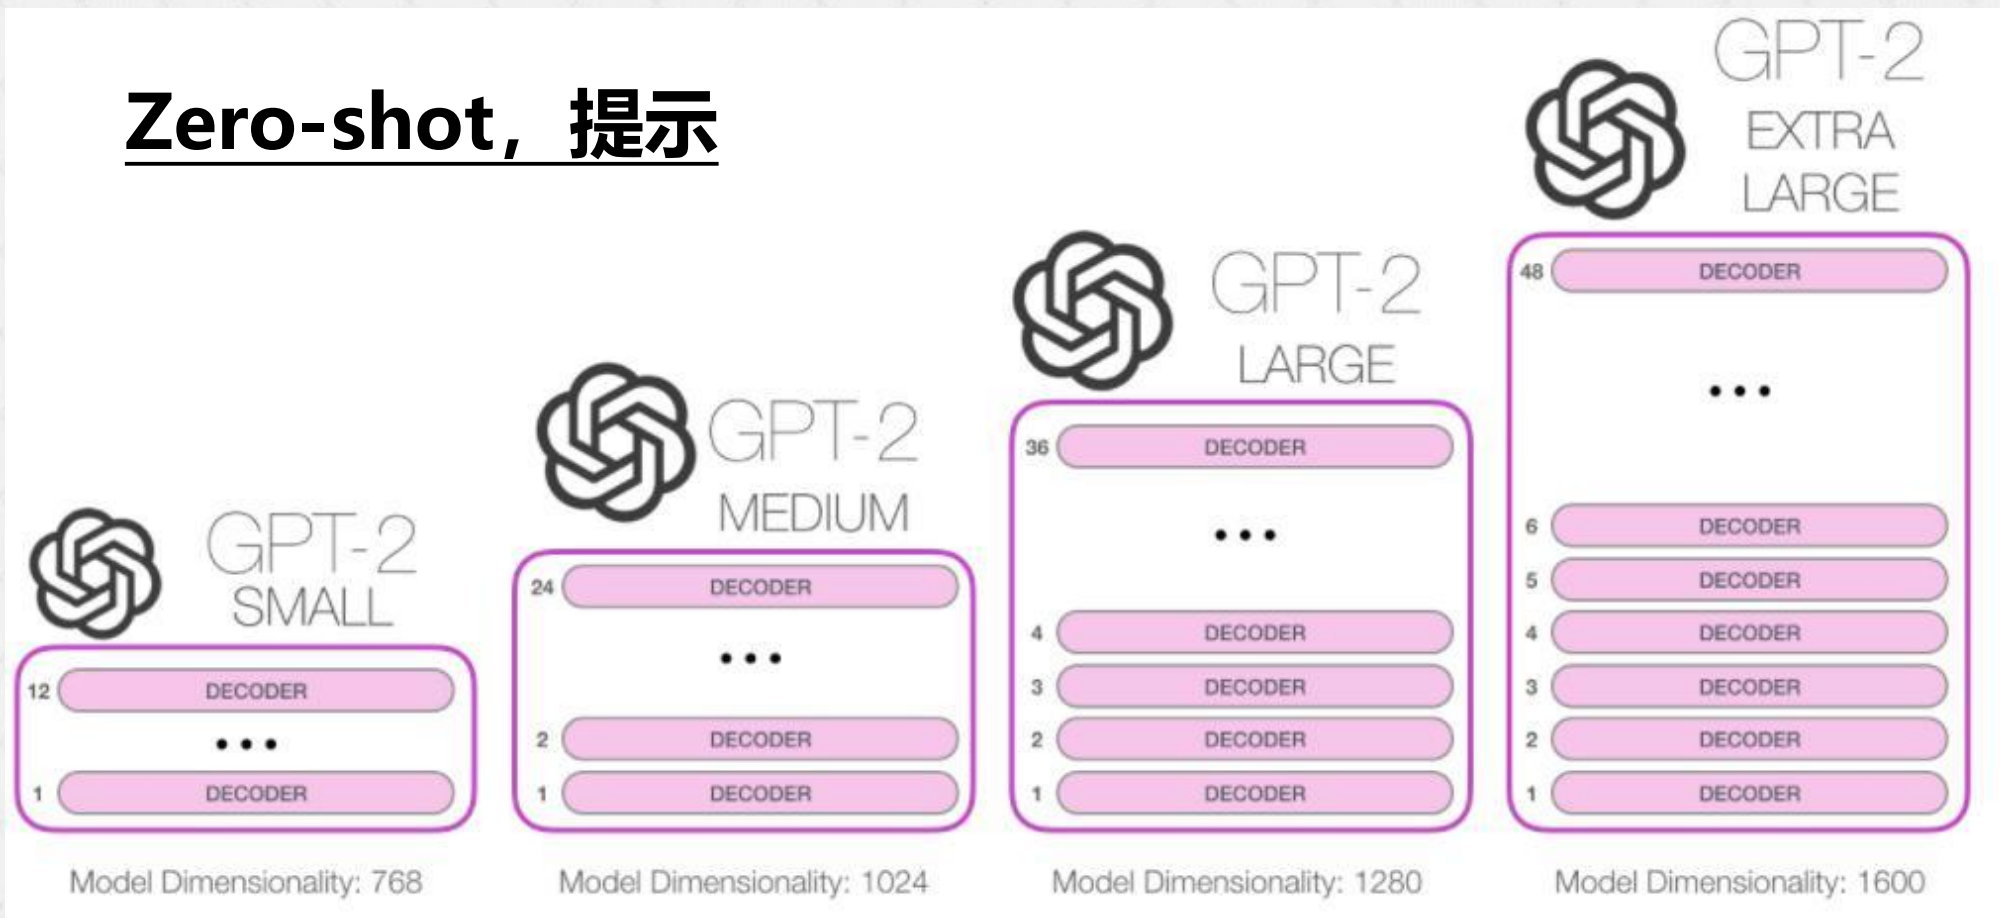 Zero-shot，提示
GPT-2
SMALL
12 DECODER
•••
1 DECODER
Model Dimensionality: 768
GPT-2
MEDIUM
24 DECODER
•••
2 DECODER
1 DECODER
Model Dimensionality: 1024
GPT-2
LARGE
36 DECODER
•••
4 DECODER
3 DECODER
2 DECODER
1 DECODER
Model Dimensionality: 1280
GPT-2
EXTRA
LARGE
48 DECODER
•••
6 DECODER
5 DECODER
4 DECODER
3 DECODER
2 DECODER
1 DECODER
Model Dimensionality: 1600